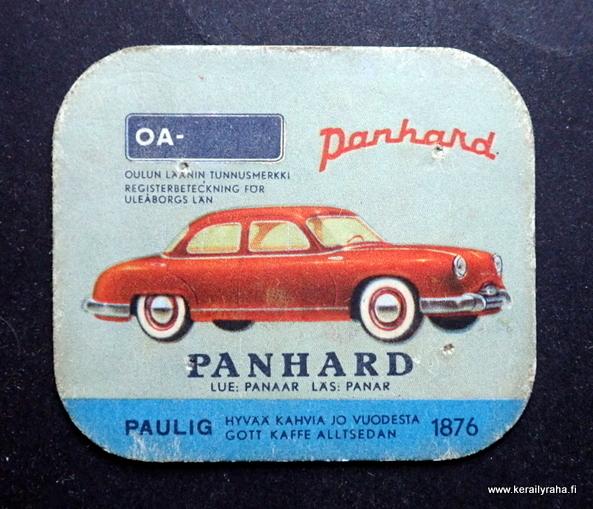 OA-
Panhard
OULUN LÄÄNIN TUNNUSMERKKI
REGISTERBETECKNING FÖR
ULEÅBORGS LÄN
PANHARD
LUE: PANAAR LÄS: PANAR
PAULIG HYVÄÄ KAHVIA JO VUODESTA 1876
GOTT KAFFE ALLTSEDAN
www.kerailyraha.fi